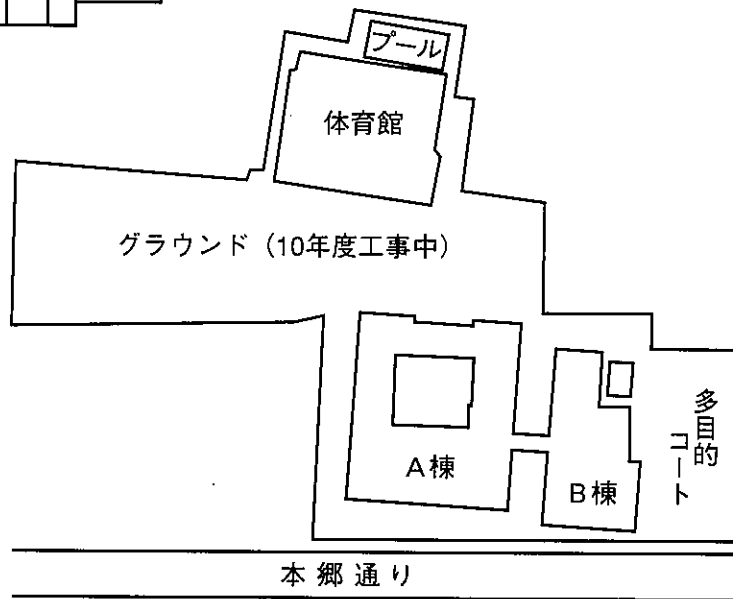 プール
体育館
グラウンド（10年度工事中）
A棟
B棟
多目的
コート
本郷通り